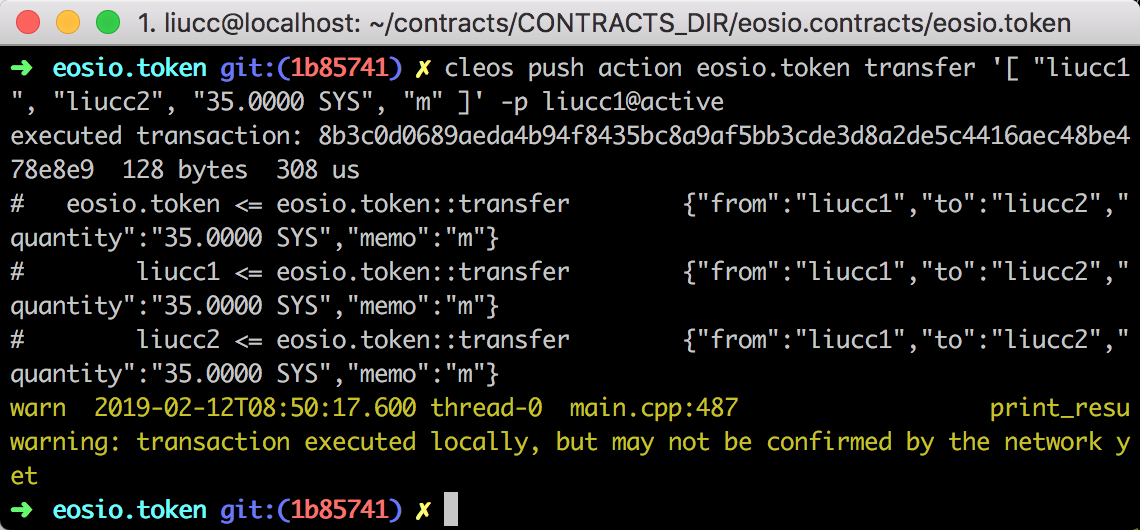 1. liucc@localhost: ~/contracts/CONTRACTS_DIR/eosio.contracts/eosio.token
➜  eosio.token git:(1b85741) ✗ cleos push action eosio.token transfer '[ "liucc1
", "liucc2", "35.0000 SYS", "m" ]' -p liucc1@active
executed transaction: 8b3c0d0689aeda4b94f8435bc8a9af5bb3cde3d8a2de5c4416aec48be4
78e8e9  128 bytes  308 us
#   eosio.token <= eosio.token::transfer        {"from":"liucc1","to":"liucc2","
quantity":"35.0000 SYS","memo":"m"}
#        liucc1 <= eosio.token::transfer        {"from":"liucc1","to":"liucc2","
quantity":"35.0000 SYS","memo":"m"}
#        liucc2 <= eosio.token::transfer        {"from":"liucc1","to":"liucc2","
quantity":"35.0000 SYS","memo":"m"}
warn  2019-02-12T08:50:17.600 thread-0  main.cpp:487                  print_resu
warning: transaction executed locally, but may not be confirmed by the network y
et
➜  eosio.token git:(1b85741) ✗